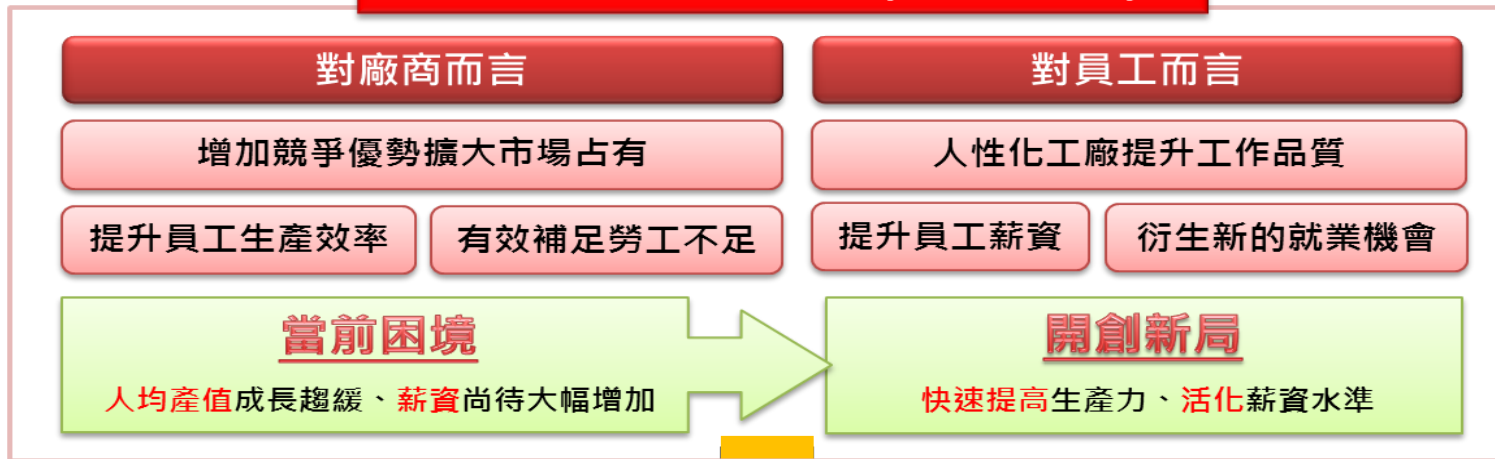 對廠商而言
增加競爭優勢擴大市場占有
提升員工生產效率
有效補足勞工不足
對員工而言
人性化工廠提升工作品質
提升員工薪資
衍生新的就業機會
當前困境
人均產值成長趨緩、薪資尚待大幅增加
開創新局
快速提高生產力、活化薪資水準